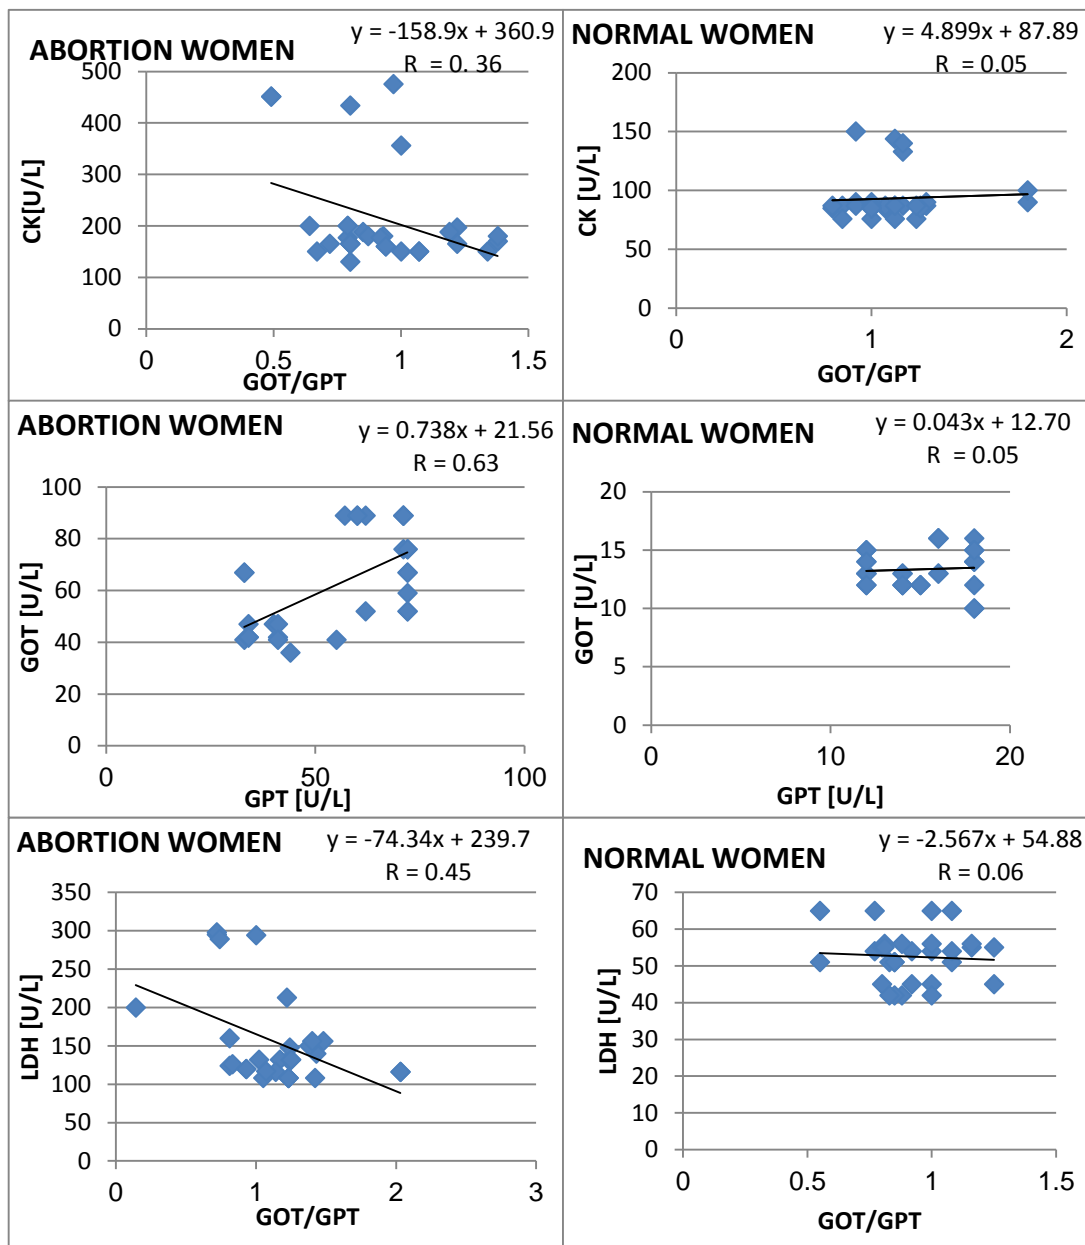 ABORTION WOMEN
y = -158.9x + 360.9
R = 0. 36
500
400
300
200
100
0
CK[U/L]
0
0.5
1
1.5
GOT/GPT
NORMAL WOMEN
y = 4.899x + 87.89
R = 0.05
200
150
100
50
0
CK [U/L]
0
1
2
GOT/GPT
ABORTION WOMEN
y = 0.738x + 21.56
R = 0.63
100
80
60
40
20
0
GOT [U/L]
0
50
100
GPT [U/L]
NORMAL WOMEN
y = 0.043x + 12.70
R = 0.05
20
15
10
5
0
GOT [U/L]
0
10
20
GPT [U/L]
ABORTION WOMEN
y = -74.34x + 239.7
R = 0.45
350
300
250
200
150
100
50
0
LDH [U/L]
0
1
2
3
GOT/GPT
NORMAL WOMEN
y = -2.567x + 54.88
R = 0.06
70
60
50
40
30
20
10
0
LDH [U/L]
0
0.5
1
1.5
GOT/GPT